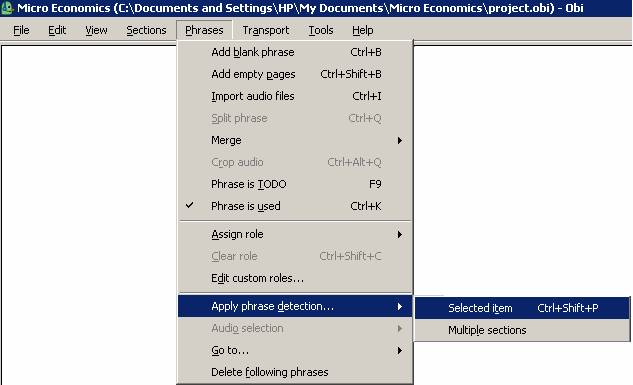 Micro Economics (C:\Documents and Settings\HP\My Documents\Micro Economics\project.obi) - Obi
File Edit View Sections Phrases Transport Tools Help
Add blank phrase Ctrl+B
Add empty pages Ctrl+Shift+B
Import audio files Ctrl+I
Split phrase Ctrl+Q
Merge
Crop audio Ctrl+Alt+Q
Phrase is TODO F9
Phrase is used Ctrl+K
Assign role
Clear role Ctrl+Shift+C
Edit custom roles...
Apply phrase detection... Selected item Ctrl+Shift+P
Audio selection Multiple sections
Go to...
Delete following phrases